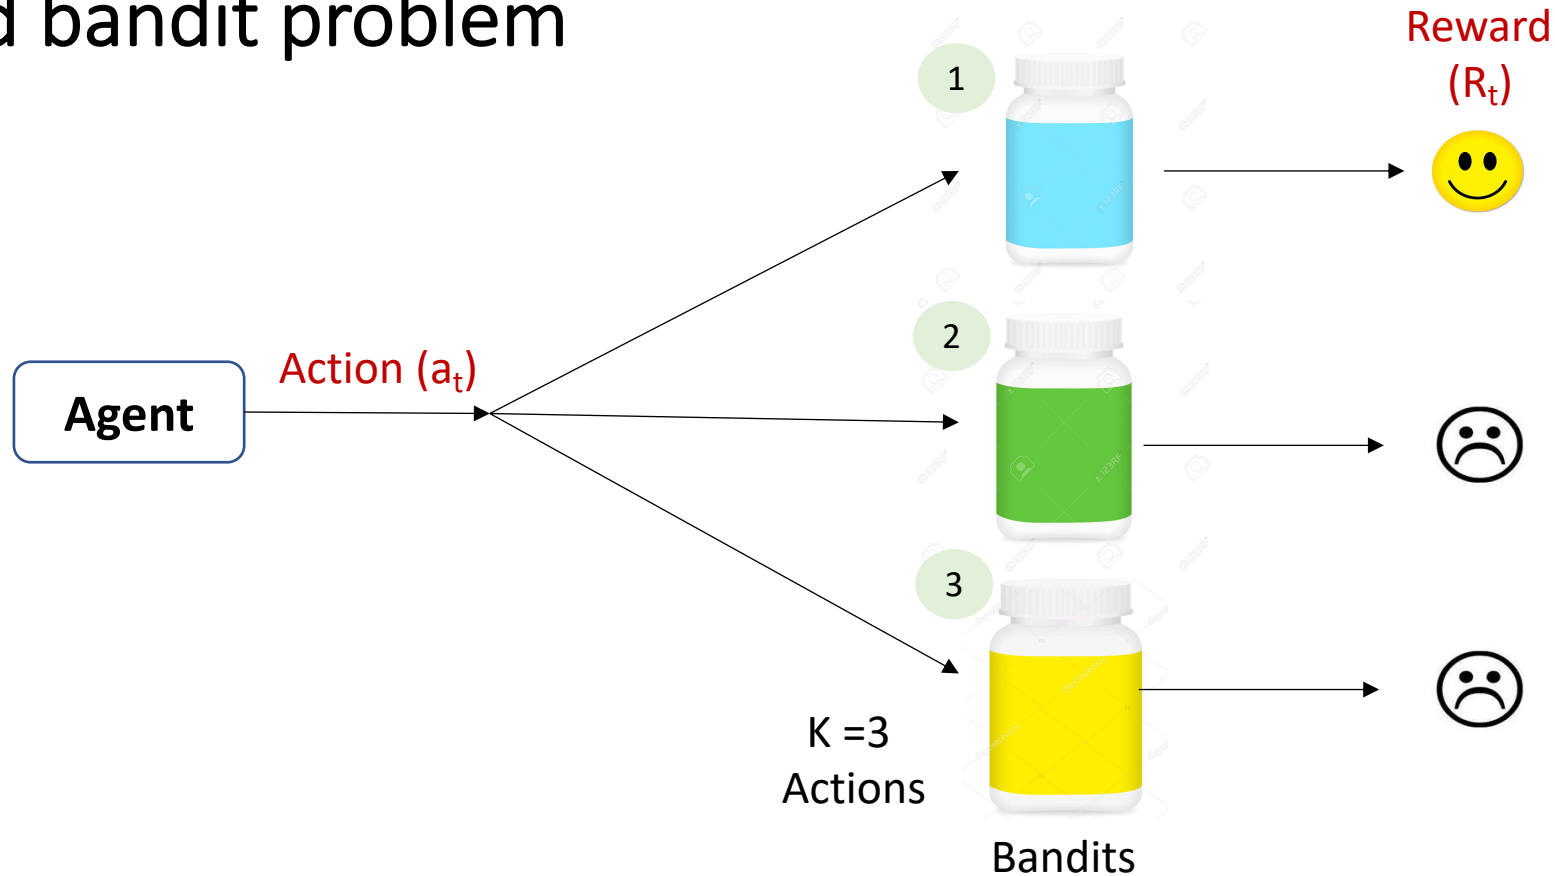 d bandit problem
Reward
(Rt)
1
2
Action (at)
Agent
3
K =3
Actions
Bandits